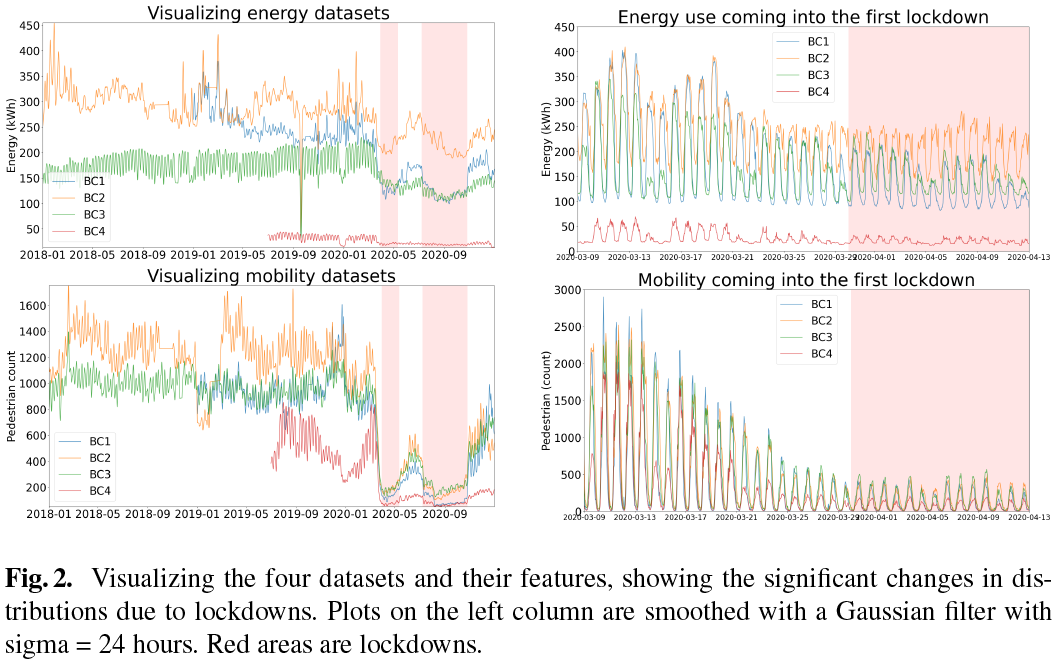 Visualizing energy datasets
Energy (kWh)
450
400
350
300
250
200
150
100
50
BC1
BC2
BC3
BC4
2018-01 2018-05 2018-09 2019-01 2019-05 2019-09 2020-01 2020-05 2020-09
Energy use coming into the first lockdown
Energy (kWh)
450
400
350
300
250
200
150
100
50
0
BC1
BC2
BC3
BC4
2020-03-09 2020-03-13 2020-03-17 2020-03-21 2020-03-25 2020-03-29 2020-04-01 2020-04-05 2020-04-09 2020-04-13
Visualizing mobility datasets
Pedestrian count
1600
1400
1200
1000
800
600
400
200
BC1
BC2
BC3
BC4
2018-01 2018-05 2018-09 2019-01 2019-05 2019-09 2020-01 2020-05 2020-09
Mobility coming into the first lockdown
Pedestrian (count)
3000
2500
2000
1500
1000
500
0
BC1
BC2
BC3
BC4
2020-03-09 2020-03-13 2020-03-17 2020-03-21 2020-03-25 2020-03-29 2020-04-01 2020-04-05 2020-04-09 2020-04-13
Fig. 2. Visualizing the four datasets and their features, showing the significant changes in dis-
tributions due to lockdowns. Plots on the left column are smoothed with a Gaussian filter with
sigma = 24 hours. Red areas are lockdowns.